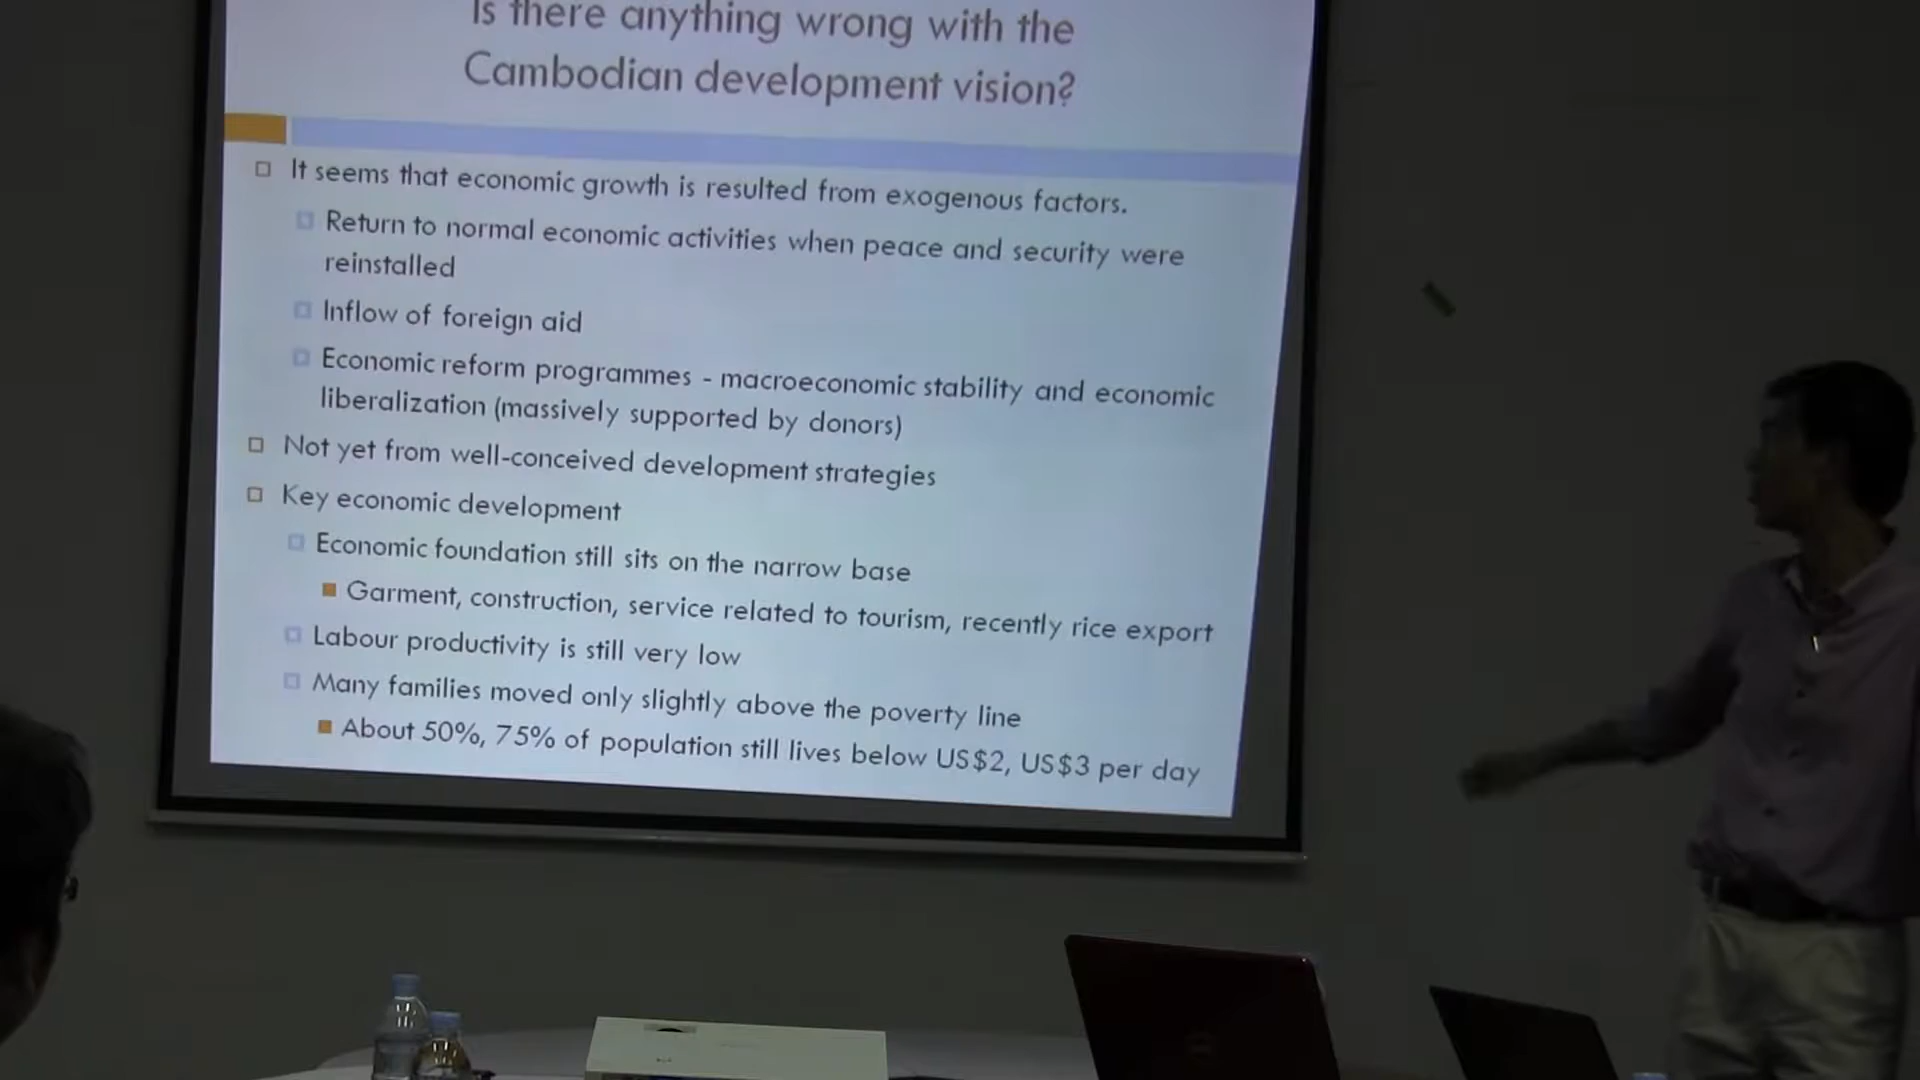 Is there anything wrong with the
Cambodian development vision?
It seems that economic growth is resulted from exogenous factors.
Return to normal economic activities when peace and security were
reinstalled
Inflow of foreign aid
Economic reform programmes - macroeconomic stability and economic
liberalization (massively supported by donors)
Not yet from well-conceived development strategies
Key economic development
Economic foundation still sits on the narrow base
Garment, construction, service related to tourism, recently rice export
Labour productivity is still very low
Many families moved only slightly above the poverty line
About 50%, 75% of population still lives below US$2, US$3 per day